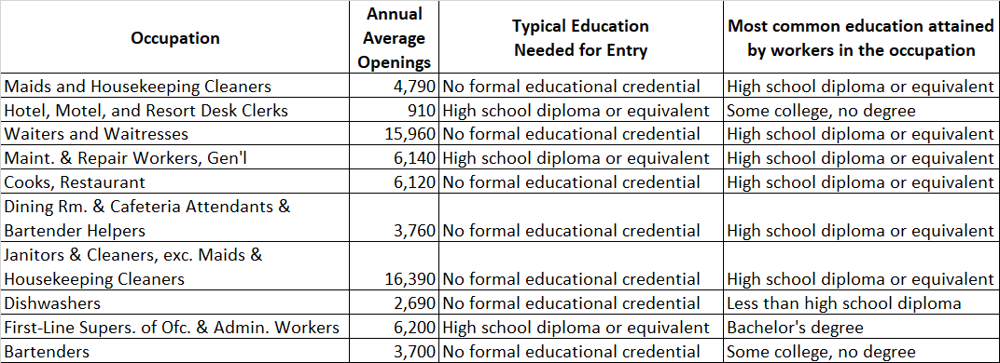 Occupation Annual Average Openings Typical Education Needed for Entry Most common education attained by workers in the occupation
Maids and Housekeeping Cleaners 4,790 No formal educational credential High school diploma or equivalent
Hotel, Motel, and Resort Desk Clerks 910 High school diploma or equivalent Some college, no degree
Waiters and Waitresses 15,960 No formal educational credential High school diploma or equivalent
Maint. & Repair Workers, Gen'l 6,140 High school diploma or equivalent High school diploma or equivalent
Cooks, Restaurant 6,120 No formal educational credential High school diploma or equivalent
Dining Rm. & Cafeteria Attendants &
Bartender Helpers 3,760 No formal educational credential High school diploma or equivalent
Janitors & Cleaners, exc. Maids &
Housekeeping Cleaners 16,390 No formal educational credential High school diploma or equivalent
Dishwashers 2,690 No formal educational credential Less than high school diploma
First-Line Supers. of Ofc. & Admin. Workers 6,200 High school diploma or equivalent Bachelor's degree
Bartenders 3,700 No formal educational credential Some college, no degree